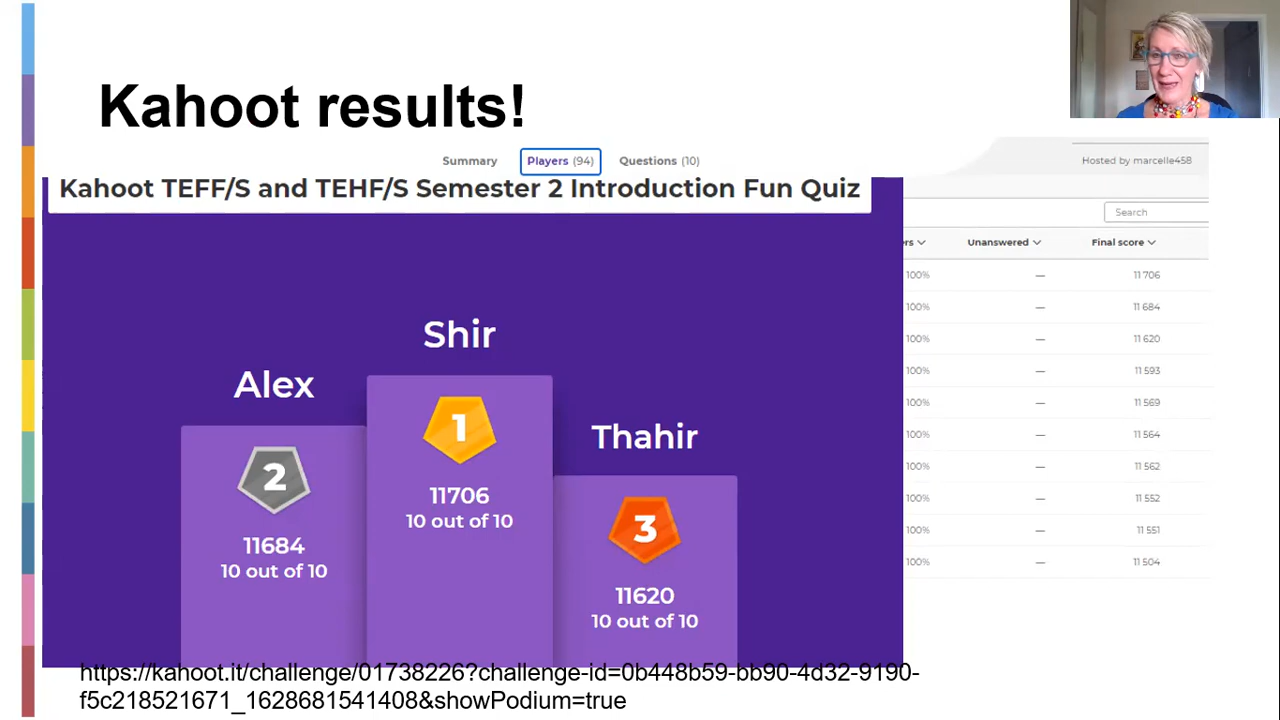 Kahoot results!
Summary Players (94) Questions (10)
Hosted by marcelle458
Kahoot TEFF/S and TEHF/S Semester 2 Introduction Fun Quiz
Search
rs Unanswered Final score
100% — 11 706
100% — 11 684
100% — 11 620
100% — 11 593
100% — 11 569
100% — 11 564
100% — 11 562
100% — 11 552
100% — 11 551
100% — 11 504
Shir
1
11706
10 out of 10
Alex
2
11684
10 out of 10
Thahir
3
11620
10 out of 10
https://kahoot.it/challenge/01738226?challenge-id=0b448b59-bb90-4d32-9190-
f5c218521671_1628681541408&showPodium=true